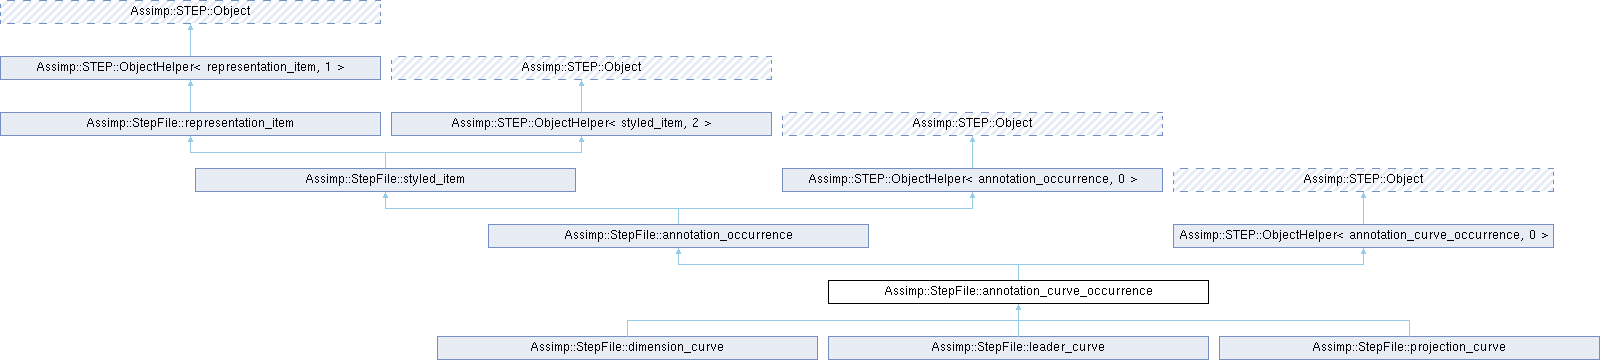 Assimp::STEP::Object
Assimp::STEP::ObjectHelper< representation_item, 1 >
Assimp::STEP::Object
Assimp::StepFile::representation_item
Assimp::STEP::ObjectHelper< styled_item, 2 >
Assimp::STEP::Object
Assimp::StepFile::styled_item
Assimp::STEP::ObjectHelper< annotation_occurrence, 0 >
Assimp::STEP::Object
Assimp::StepFile::annotation_occurrence
Assimp::STEP::ObjectHelper< annotation_curve_occurrence, 0 >
Assimp::StepFile::annotation_curve_occurrence
Assimp::StepFile::dimension_curve
Assimp::StepFile::leader_curve
Assimp::StepFile::projection_curve